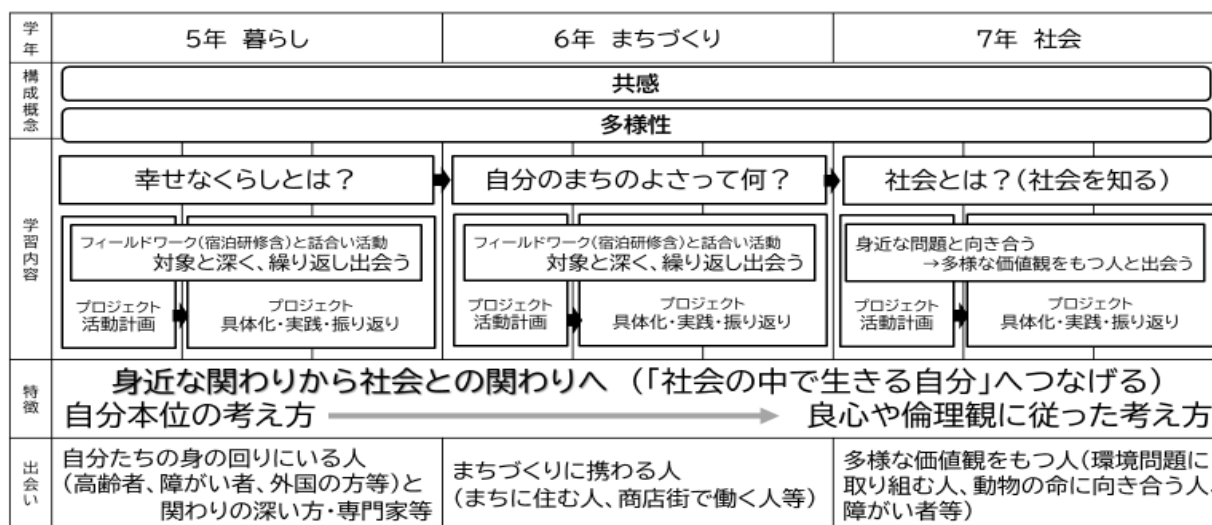 学年
5年 暮らし
6年 まちづくり
7年 社会
構成概念
共感
多様性
学習内容
幸せなくらしとは？
自分のまちのよさって何？
社会とは？(社会を知る)
フィールドワーク(宿泊研修含)と話合い活動
対象と深く、繰り返し出会う
プロジェクト
活動計画
プロジェクト
具体化・実践・振り返り
フィールドワーク(宿泊研修含)と話合い活動
対象と深く、繰り返し出会う
プロジェクト
活動計画
プロジェクト
具体化・実践・振り返り
身近な問題と向き合う
→多様な価値観をもつ人と出会う
プロジェクト
活動計画
プロジェクト
具体化・実践・振り返り
特徴
身近な関わりから社会との関わりへ (「社会の中で生きる自分」へつなげる)
自分本位の考え方
良心や倫理観に従った考え方
出会い
自分たちの身の回りにいる人
(高齢者、障がい者、外国の方等)と
関わりの深い方・専門家等
まちづくりに携わる人
(まちに住む人、商店街で働く人等)
多様な価値観をもつ人(環境問題に
取り組む人、動物の命に向き合う人、
障がい者等)